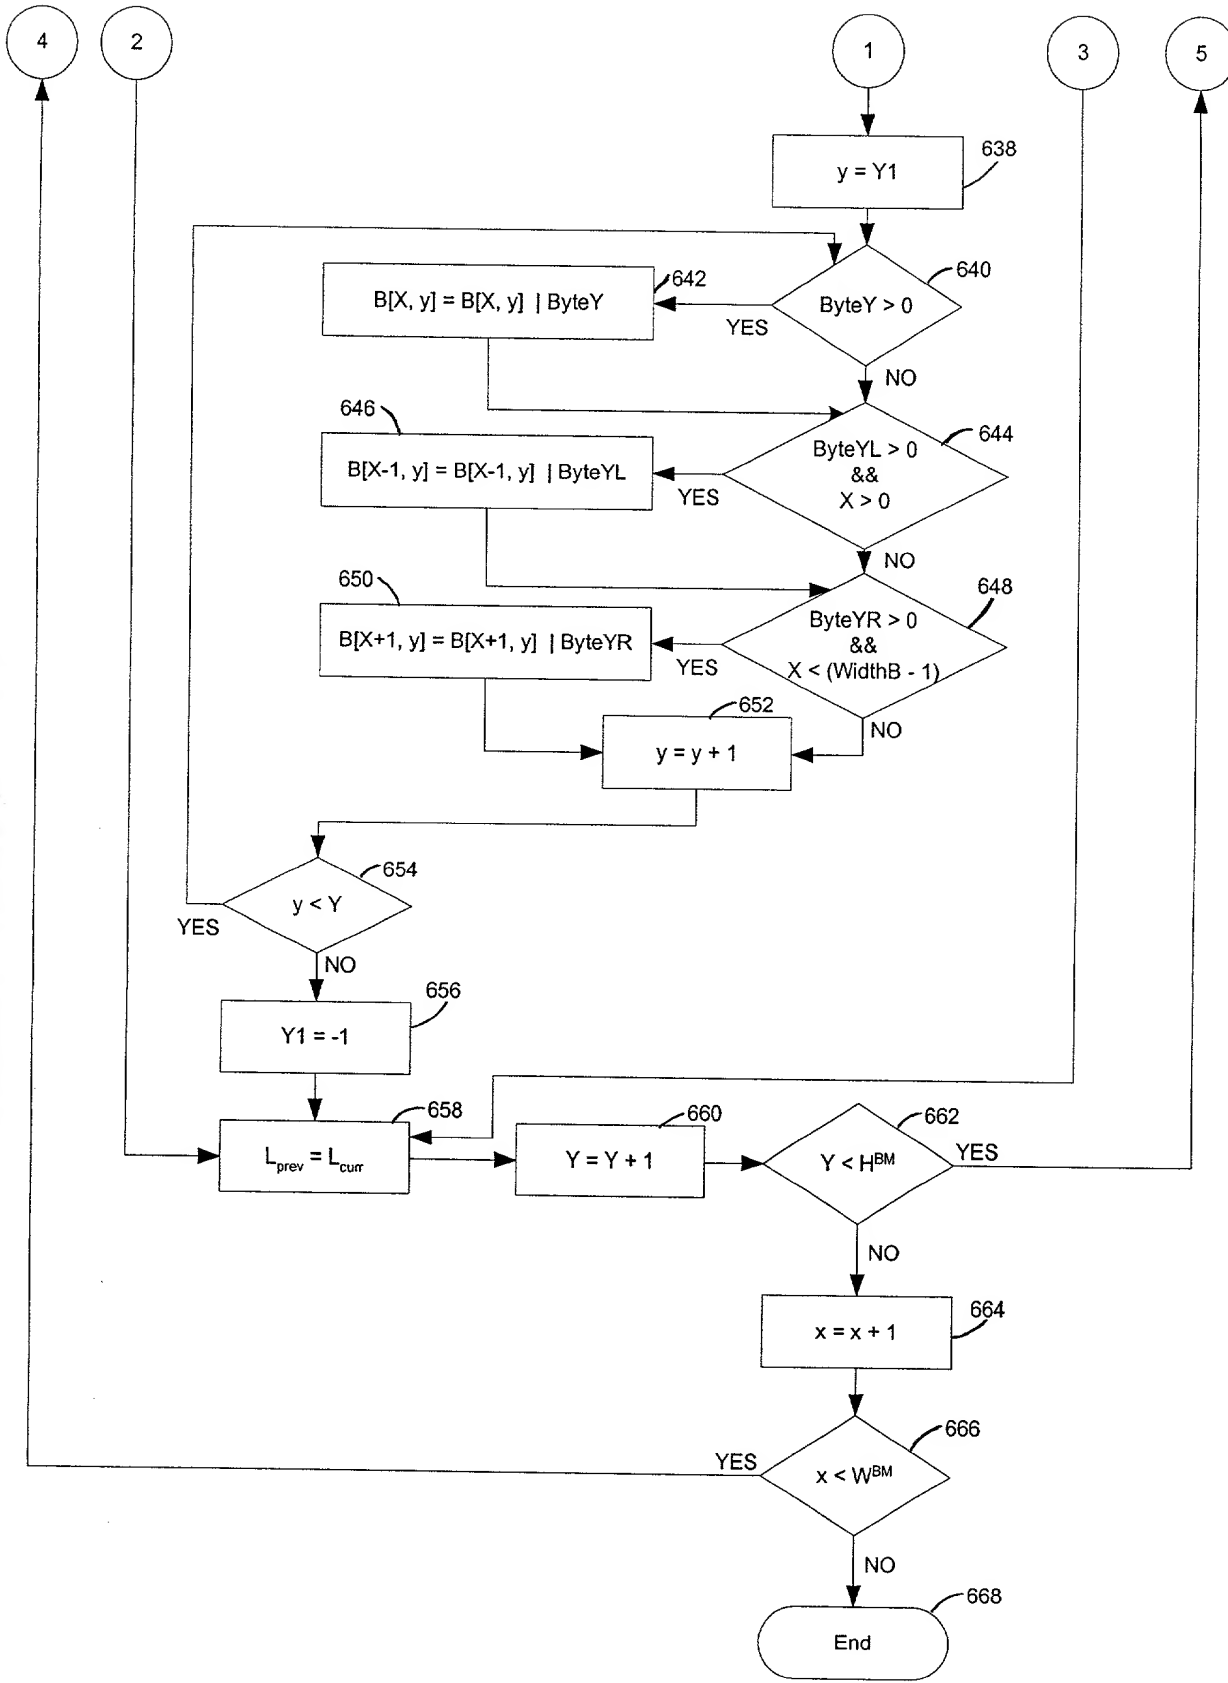 4
2
1
3
5
y = Y1
638
ByteY > 0
640
YES
NO
B[X, y] = B[X, y] | ByteY
642
ByteYL > 0
&&
X > 0
644
YES
NO
646
B[X-1, y] = B[X-1, y] | ByteYL
ByteYR > 0
&&
X < (WidthB - 1)
648
YES
NO
650
B[X+1, y] = B[X+1, y] | ByteYR
652
y = y + 1
654
y < Y
YES
NO
656
Y1 = -1
658
Lprev = Lcurr
660
Y = Y + 1
662
Y < HBM
YES
NO
x = x + 1
664
666
x < WBM
YES
NO
668
End